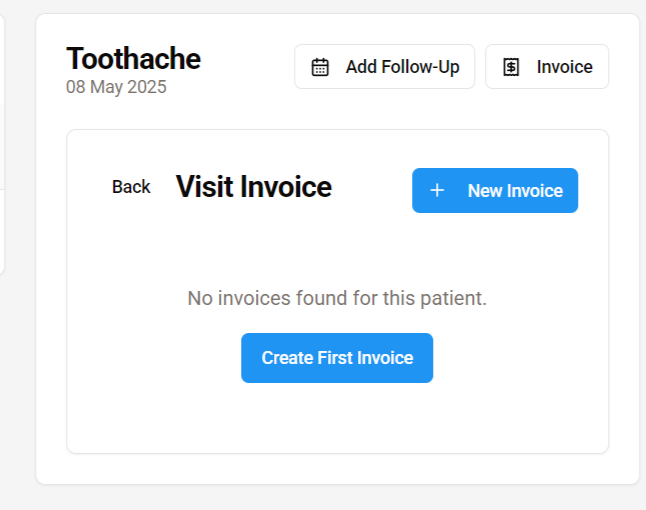 Toothache
08 May 2025
Add Follow-Up
Invoice
Back
Visit Invoice
New Invoice
No invoices found for this patient.
Create First Invoice